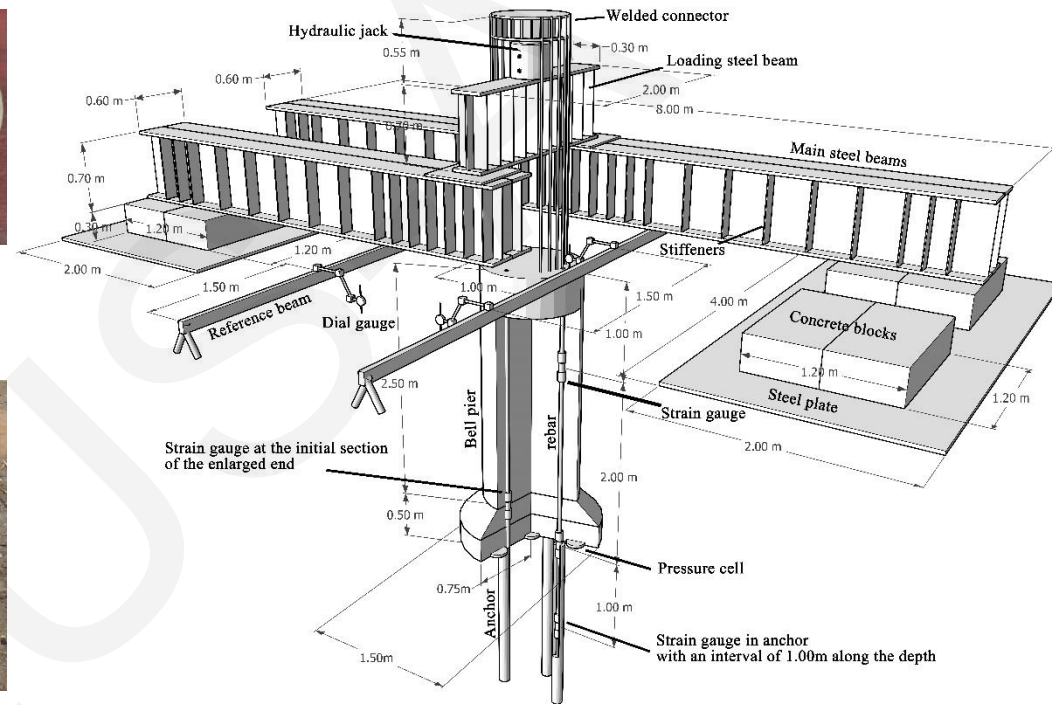 Welded connector
Hydraulic jack
0.30 m
0.55 m
Loading steel beam
0.60 m
2.00 m
0.60 m
8.00 m
0.70 m
Main steel beams
0.70 m
0.30 m
1.20 m
Stiffeners
1.20 m
2.00 m
1.00 m
1.50 m
4.00 m
1.50 m
Reference beam
Dial gauge
1.00 m
Concrete blocks
2.50 m
1.20 m
Steel plate
1.20 m
Bell pier
rebar
Strain gauge
2.00 m
Strain gauge at the initial section
of the enlarged end
2.00 m
0.50 m
Pressure cell
0.75m
Anchor
1.00 m
1.50m
Strain gauge in anchor
with an interval of 1.00m along the depth